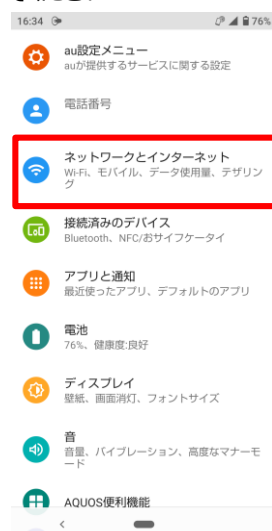 16:34 76%
au設定メニュー
auが提供するサービスに関する設定
電話番号
ネットワークとインターネット
Wi-Fi、モバイル、データ使用量、テザリン
グ
接続済みのデバイス
Bluetooth、NFC/おサイフケータイ
アプリと通知
最近使ったアプリ、デフォルトのアプリ
電池
76%、健康度:良好
ディスプレイ
壁紙、画面消灯、フォントサイズ
音
音量、バイブレーション、高度なマナーモ
ード
AQUOS便利機能